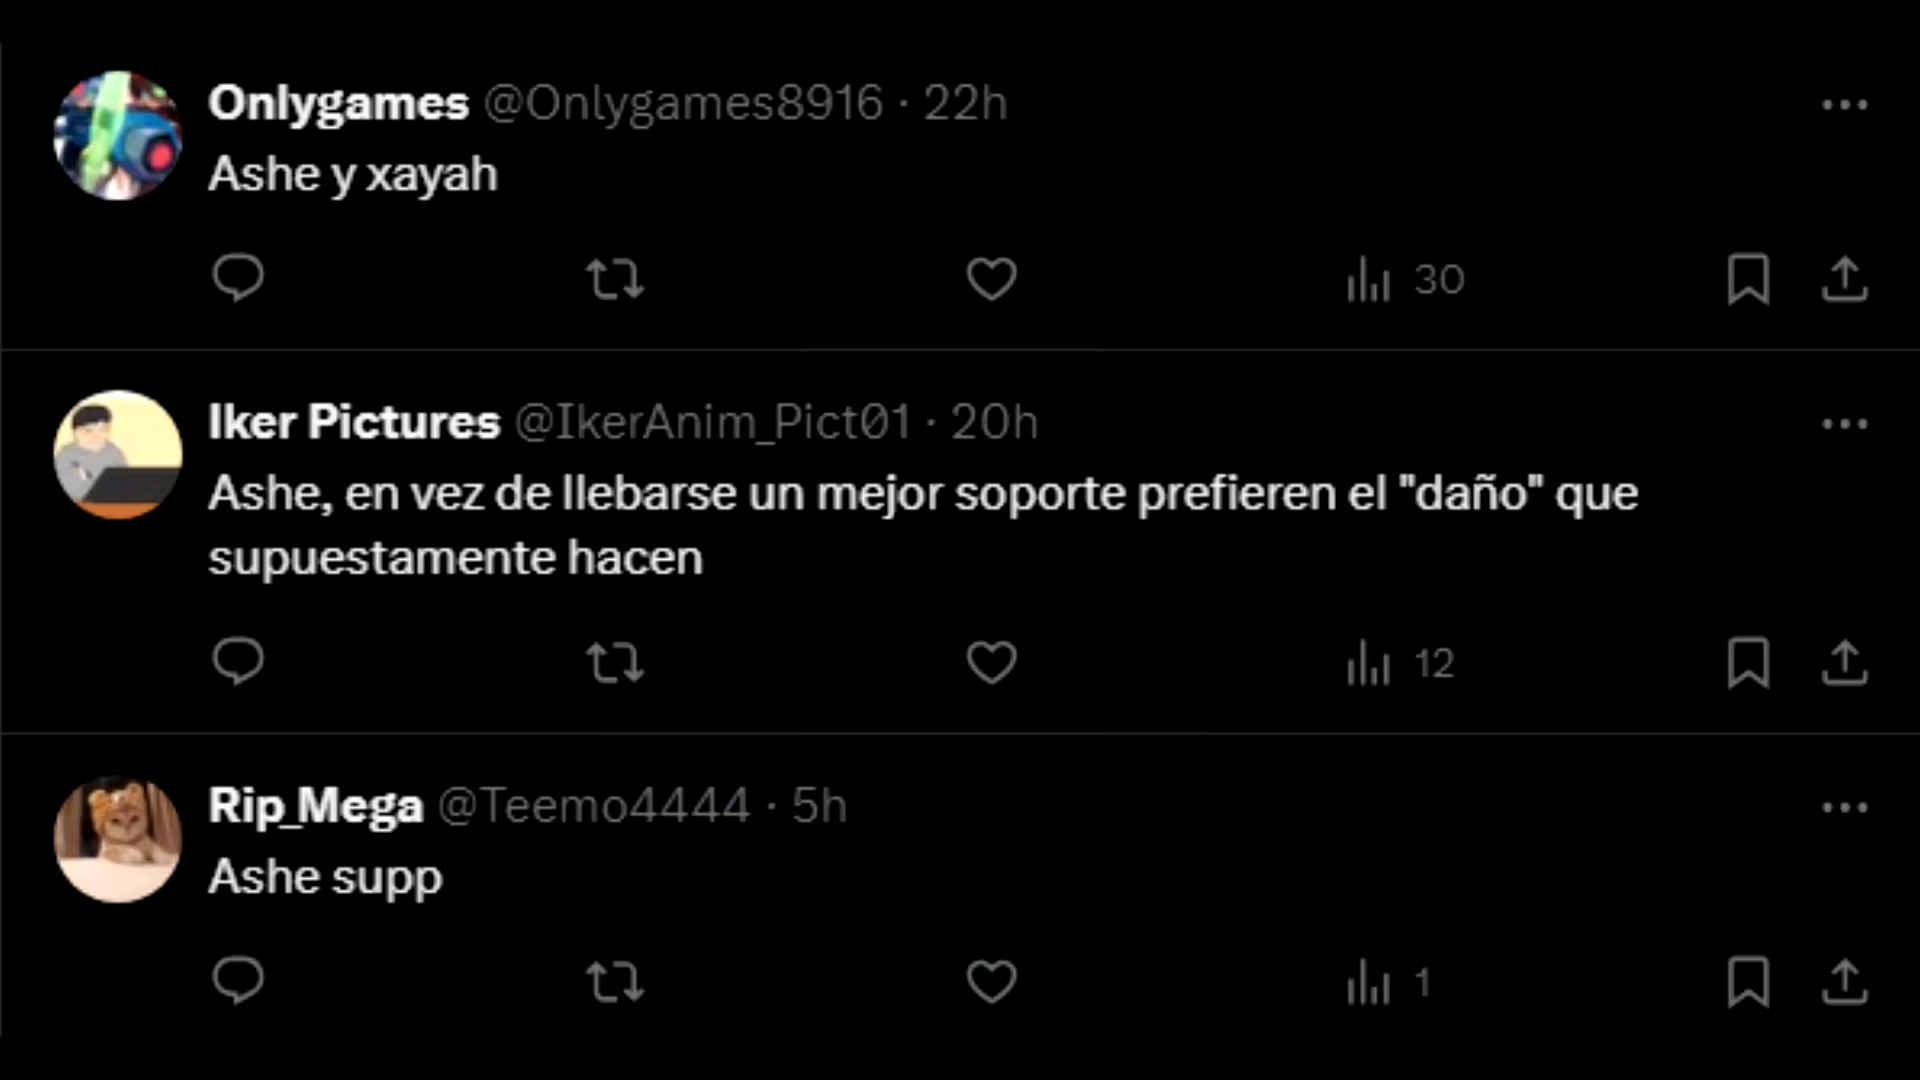 Onlygames @Onlygames8916 · 22h
Ashe y xayah
30
Iker Pictures @IkerAnim_Pict01 · 20h
Ashe, en vez de llebarse un mejor soporte prefieren el "daño" que
supuestamente hacen
12
Rip_Mega @Teemo4444 · 5h
Ashe supp
1